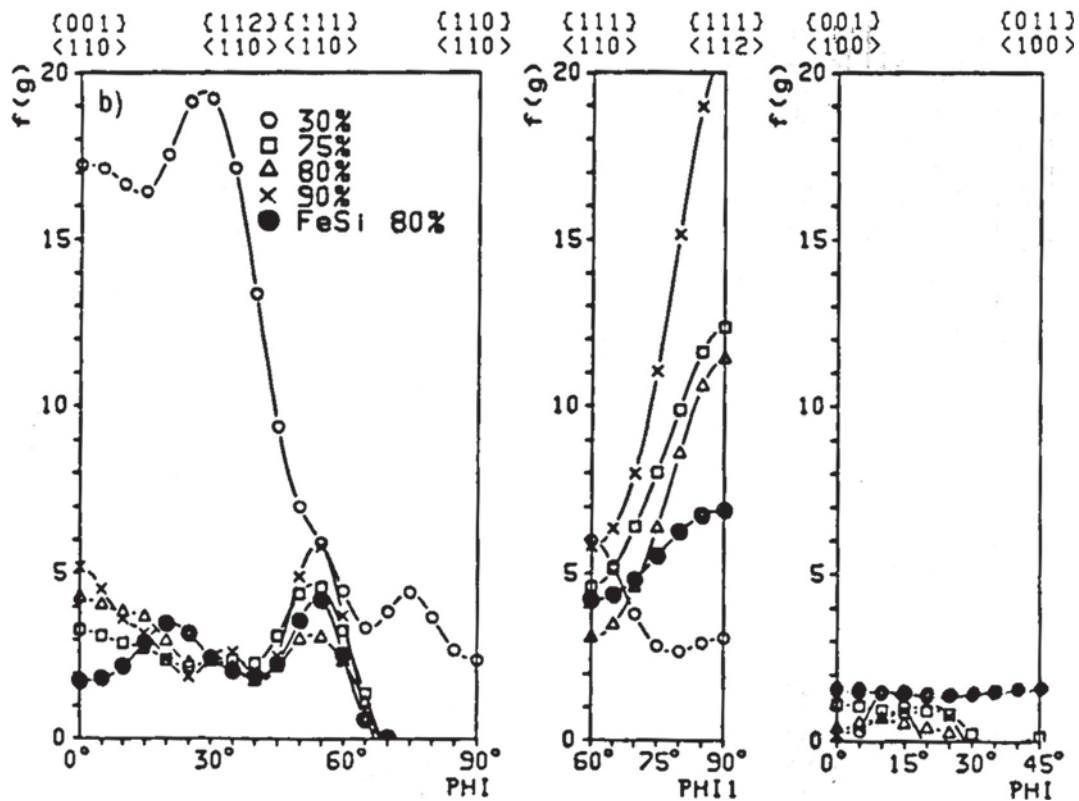 {001} {112} {111} {110}
<110> <110> <110> <110>
{111} {111}
<110> <112>
{001} {011}
<100> <100>
f(g)
20
15
10
5
0
b)
30%
75%
80%
90%
FeSi 80%
0° 30° 60° 90°
PHI
f(g)
20
15
10
5
0
60° 75° 90°
PHI1
f(g)
20
15
10
5
0
0° 15° 30° 45°
PHI